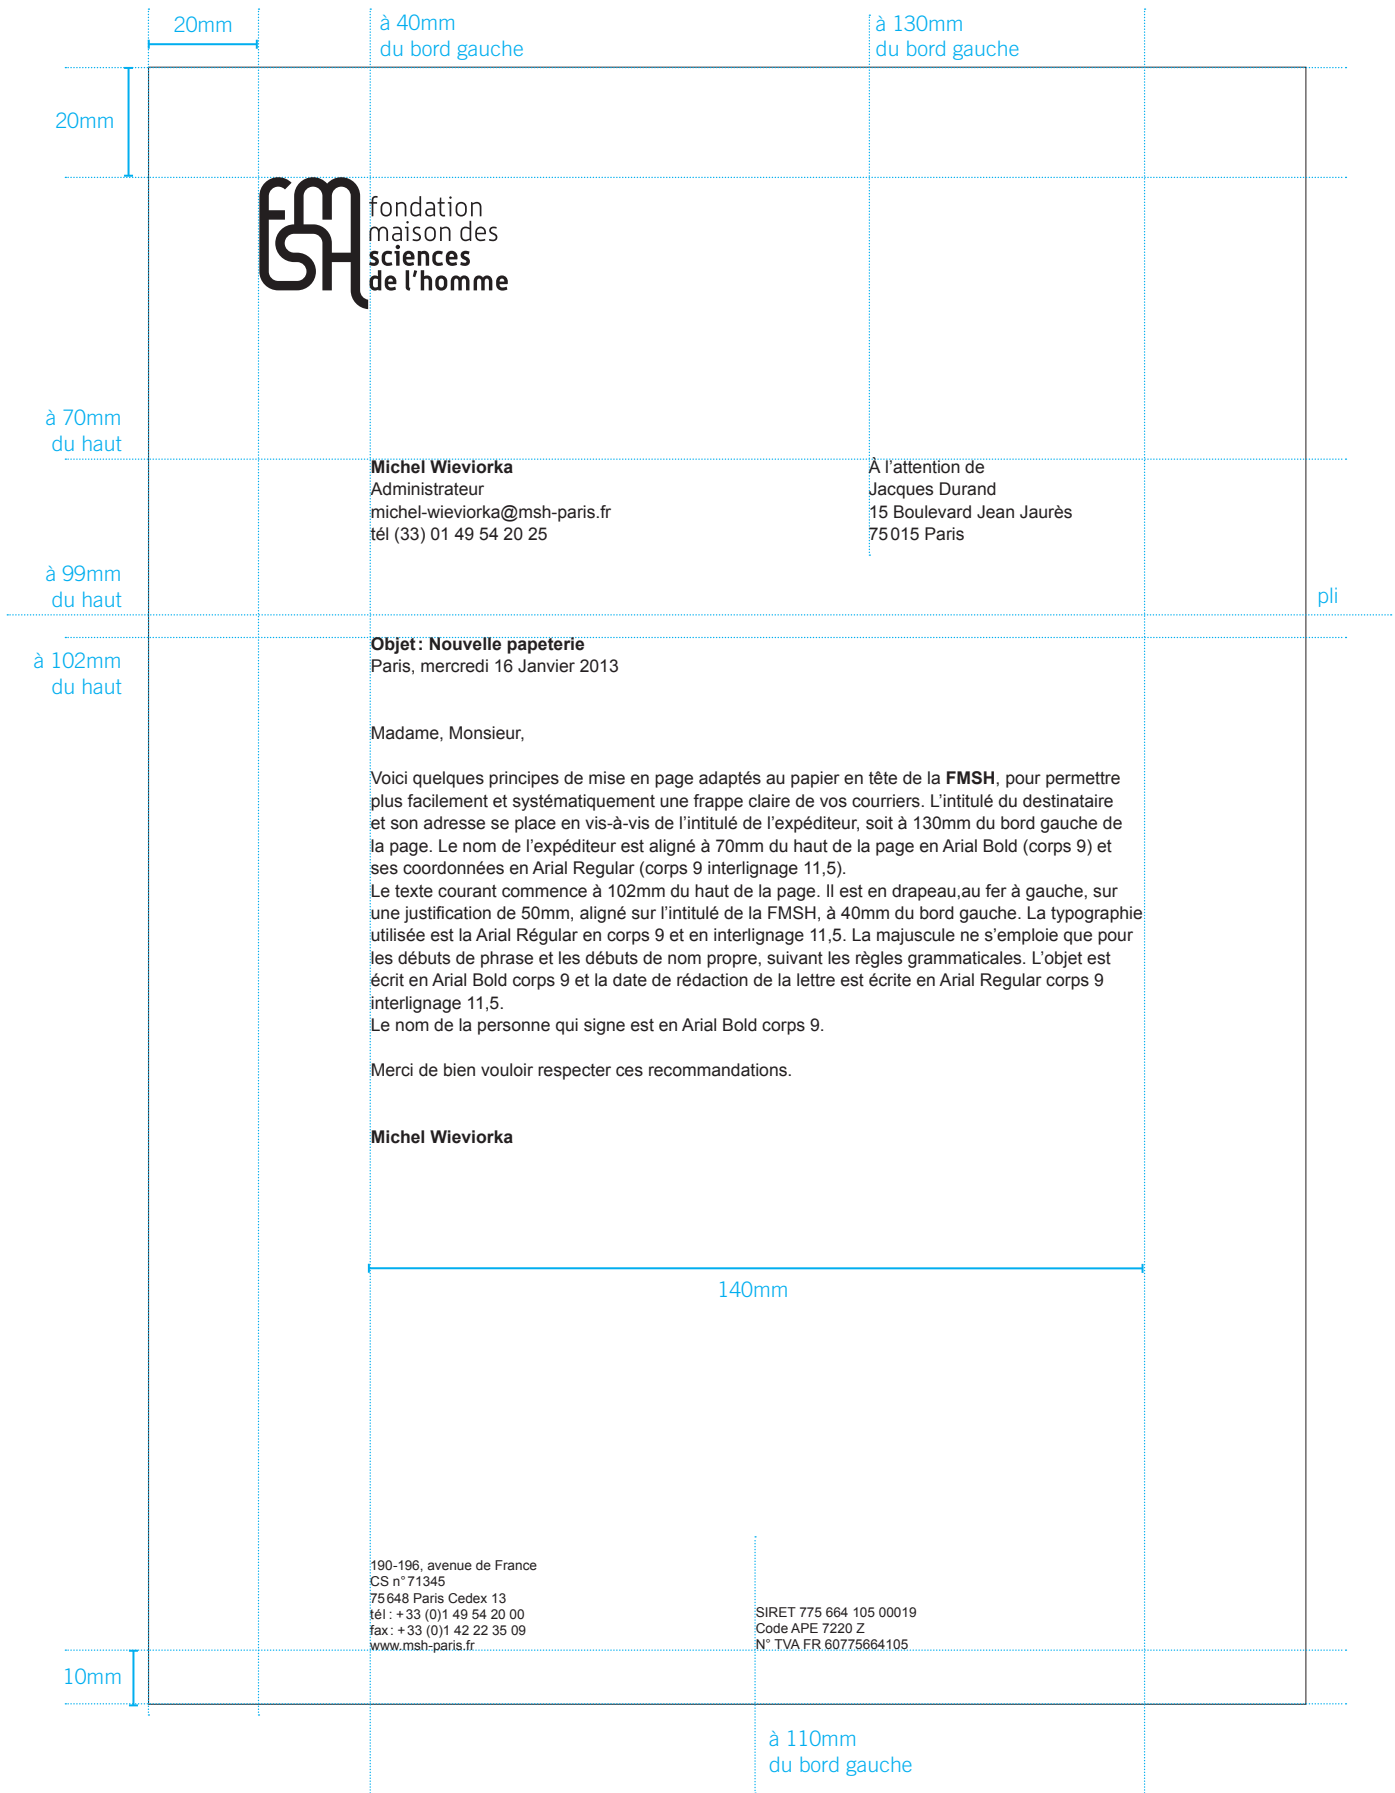 20mm
à 40mm
du bord gauche
à 130mm
du bord gauche
20mm
FMSH
fondation
maison des
sciences
de l'homme
à 70mm
du haut
Michel Wieviorka
Administrateur
michel-wieviorka@msh-paris.fr
tél (33) 01 49 54 20 25
À l'attention de
Jacques Durand
15 Boulevard Jean Jaurès
75 015 Paris
à 99mm
du haut
pli
à 102mm
du haut
Objet : Nouvelle papeterie
Paris, mercredi 16 Janvier 2013
Madame, Monsieur,
Voici quelques principes de mise en page adaptés au papier en tête de la FMSH, pour permettre
plus facilement et systématiquement une frappe claire de vos courriers. L'intitulé du destinataire
et son adresse se place en vis-à-vis de l'intitulé de l'expéditeur, soit à 130mm du bord gauche de
la page. Le nom de l'expéditeur est aligné à 70mm du haut de la page en Arial Bold (corps 9) et
ses coordonnées en Arial Regular (corps 9 interlignage 11,5).
Le texte courant commence à 102mm du haut de la page. Il est en drapeau,au fer à gauche, sur
une justification de 50mm, aligné sur l'intitulé de la FMSH, à 40mm du bord gauche. La typographie
utilisée est la Arial Régular en corps 9 et en interlignage 11,5. La majuscule ne s'emploie que pour
les débuts de phrase et les débuts de nom propre, suivant les règles grammaticales. L'objet est
écrit en Arial Bold corps 9 et la date de rédaction de la lettre est écrite en Arial Regular corps 9
interlignage 11,5.
Le nom de la personne qui signe est en Arial Bold corps 9.
Merci de bien vouloir respecter ces recommandations.
Michel Wieviorka
140mm
190-196, avenue de France
CS n° 71345
75 648 Paris Cedex 13
tél : + 33 (0)1 49 54 20 00
fax : + 33 (0)1 42 22 35 09
www.msh-paris.fr
SIRET 775 664 105 00019
Code APE 7220 Z
N° TVA FR 60775664105
10mm
à 110mm
du bord gauche